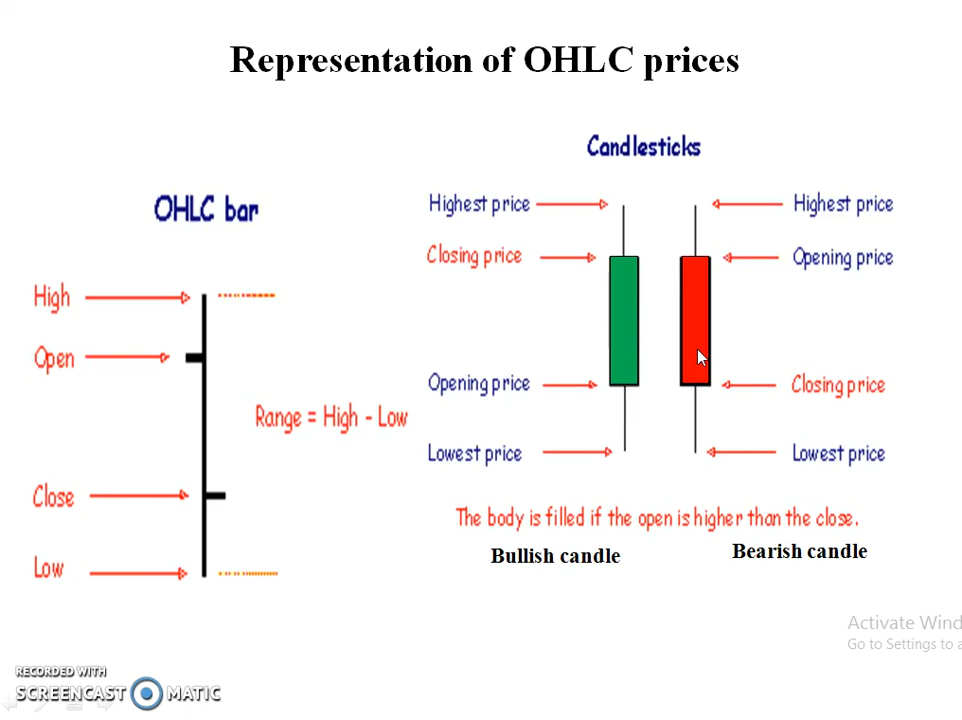 Representation of OHLC prices
OHLC bar
High
Open
Range = High - Low
Close
Low
Candlesticks
Highest price
Closing price
Opening price
Lowest price
Highest price
Opening price
Closing price
Lowest price
The body is filled if the open is higher than the close.
Bullish candle
Bearish candle
Activate Wind
Go to Settings to a
RECORDED WITH
SCREENCAST MATIC